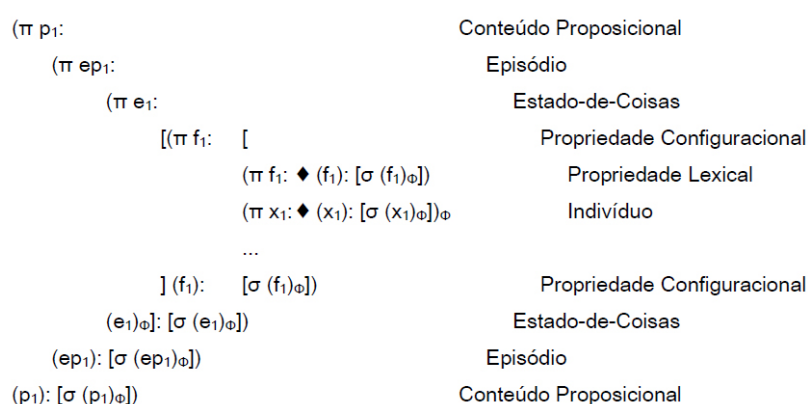 (π p₁: Conteúdo Proposicional
(π ep₁: Episódio
(π e₁: Estado-de-Coisas
[(π f₁: [ Propriedade Configuracional
(π f₁: ♦ (f₁): [σ (f₁)Φ]) Propriedade Lexical
(π x₁: ♦ (x₁): [σ (x₁)Φ])Φ Indivíduo
...
] (f₁): [σ (f₁)Φ]) Propriedade Configuracional
(e₁)Φ]: [σ (e₁)Φ]) Estado-de-Coisas
(ep₁): [σ (ep₁)Φ]) Episódio
(p₁): [σ (p₁)Φ]) Conteúdo Proposicional